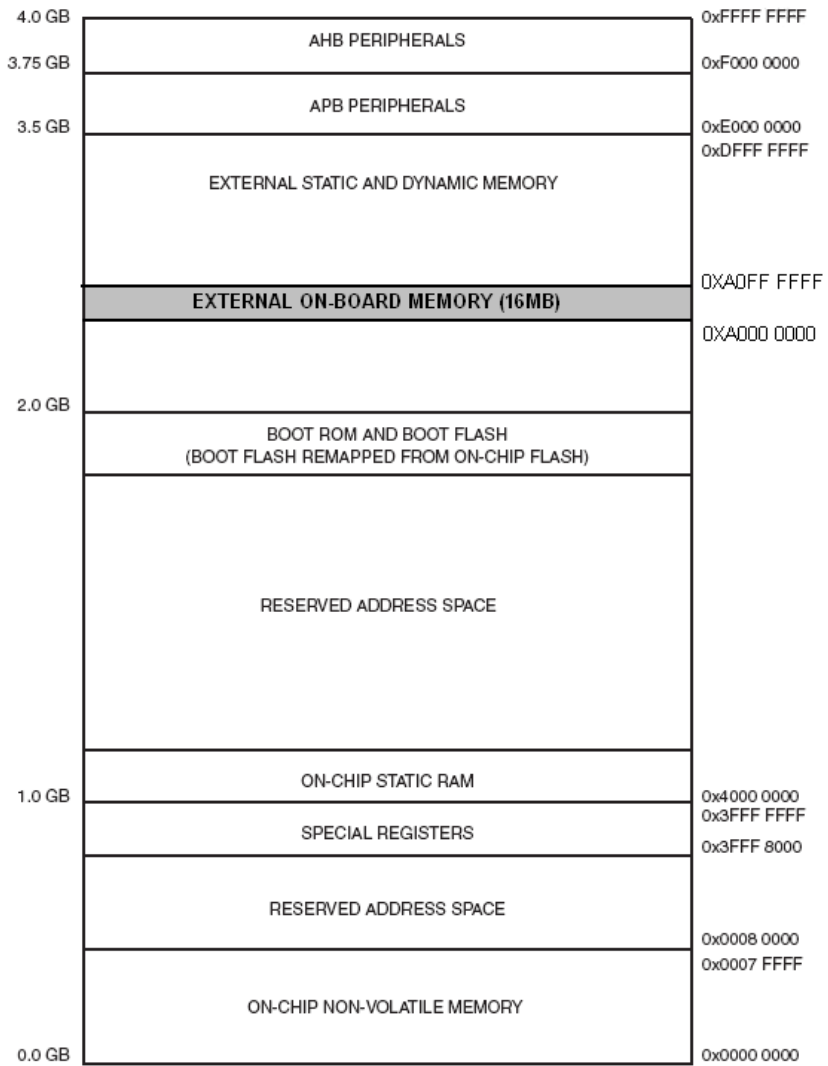 4.0 GB
0xFFFF FFFF
AHB PERIPHERALS
3.75 GB
0xF000 0000
APB PERIPHERALS
3.5 GB
0xE000 0000
0xDFFF FFFF
EXTERNAL STATIC AND DYNAMIC MEMORY
0XA0FF FFFF
EXTERNAL ON-BOARD MEMORY (16MB)
0XA000 0000
2.0 GB
BOOT ROM AND BOOT FLASH
(BOOT FLASH REMAPPED FROM ON-CHIP FLASH)
RESERVED ADDRESS SPACE
ON-CHIP STATIC RAM
1.0 GB
0x4000 0000
0x3FFF FFFF
SPECIAL REGISTERS
0x3FFF 8000
RESERVED ADDRESS SPACE
0x0008 0000
0x0007 FFFF
ON-CHIP NON-VOLATILE MEMORY
0.0 GB
0x0000 0000